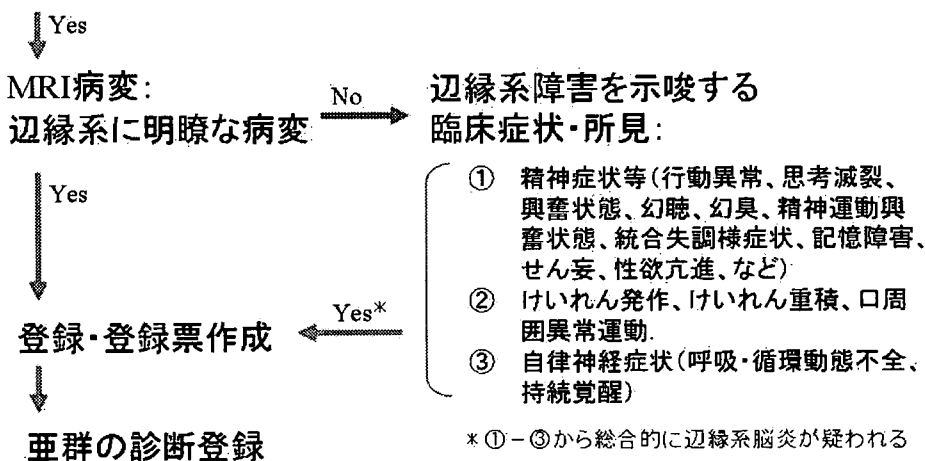 Yes
MRI病変:
辺縁系に明瞭な病変
No
辺縁系障害を示唆する
臨床症状・所見:
① 精神症状等(行動異常、思考滅裂、
興奮状態、幻聴、幻臭、精神運動興
奮状態、統合失調様症状、記憶障害、
せん妄、性欲亢進、など)
② けいれん発作、けいれん重積、口周
囲異常運動.
③ 自律神経症状(呼吸・循環動態不全、
持続覚醒)
Yes
Yes*
登録・登録票作成
亜群の診断登録
*①-③から総合的に辺縁系脳炎が疑われる